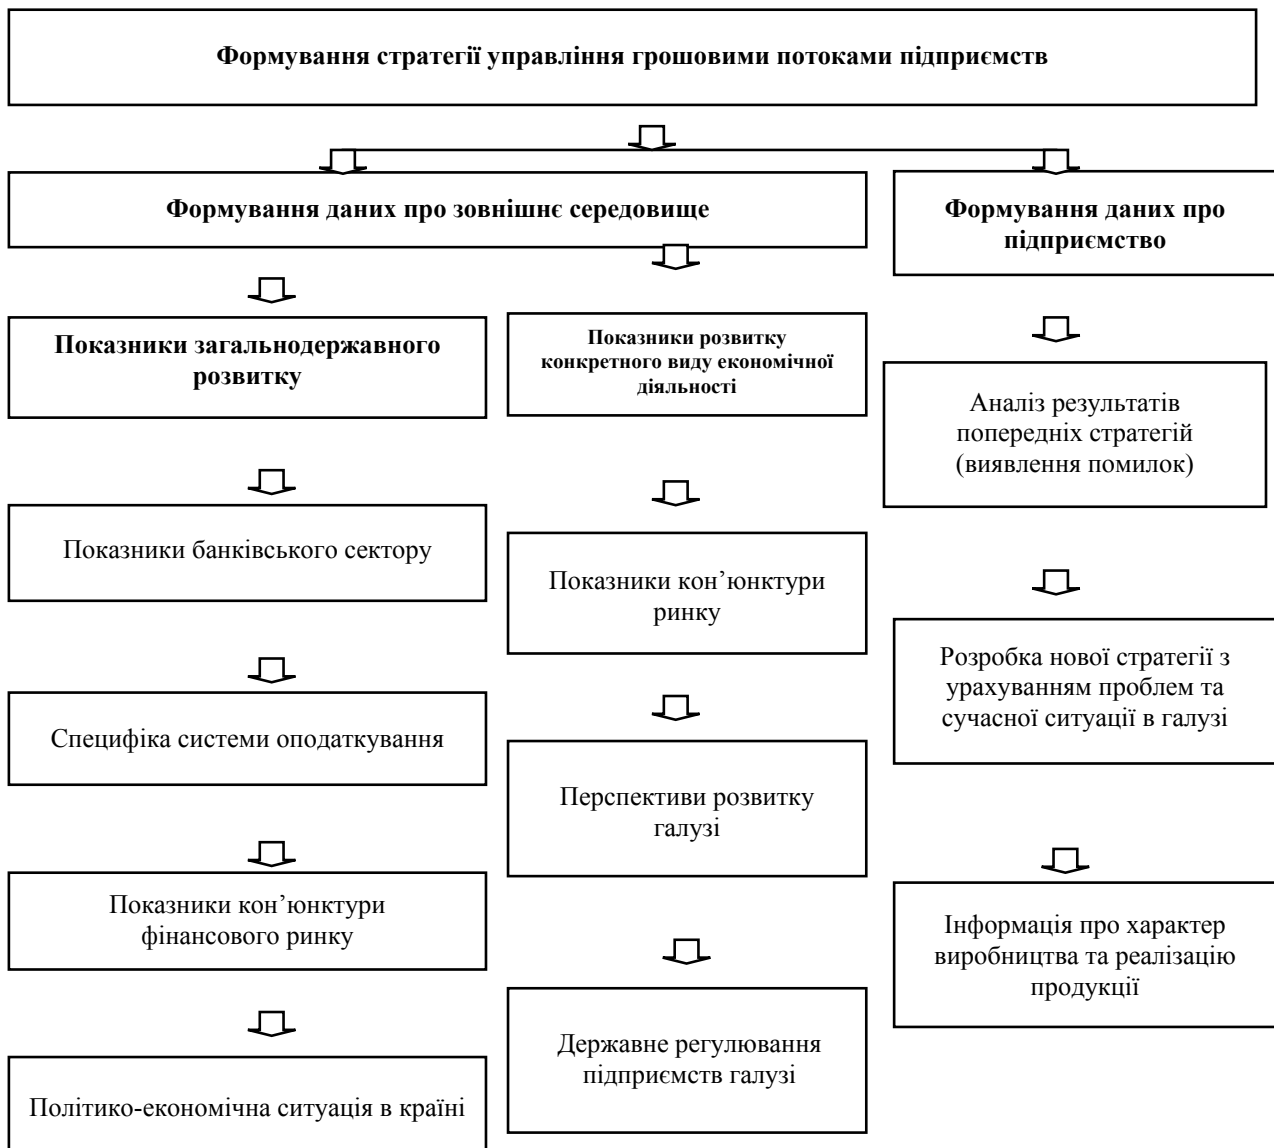 Формування стратегії управління грошовими потоками підприємств
Формування даних про зовнішнє середовище
Формування даних про
підприємство
Показники загальнодержавного
розвитку
Показники розвитку
конкретного виду економічної
діяльності
Аналіз результатів
попередніх стратегій
(виявлення помилок)
Показники банківського сектору
Показники кон’юнктури
ринку
Розробка нової стратегії з
урахуванням проблем та
сучасної ситуації в галузі
Специфіка системи оподаткування
Перспективи розвитку
галузі
Показники кон’юнктури
фінансового ринку
Інформація про характер
виробництва та реалізацію
продукції
Державне регулювання
підприємств галузі
Політико-економічна ситуація в країні